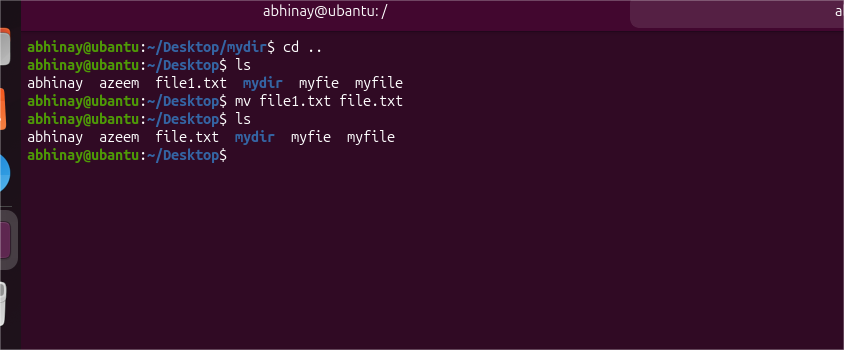 abhinay@ubantu: /
abhinay@ubantu:~/Desktop/mydir$ cd ..
abhinay@ubantu:~/Desktop$ ls
abhinay  azeem  file1.txt  mydir  myfie  myfile
abhinay@ubantu:~/Desktop$ mv file1.txt file.txt
abhinay@ubantu:~/Desktop$ ls
abhinay  azeem  file.txt  mydir  myfie  myfile
abhinay@ubantu:~/Desktop$